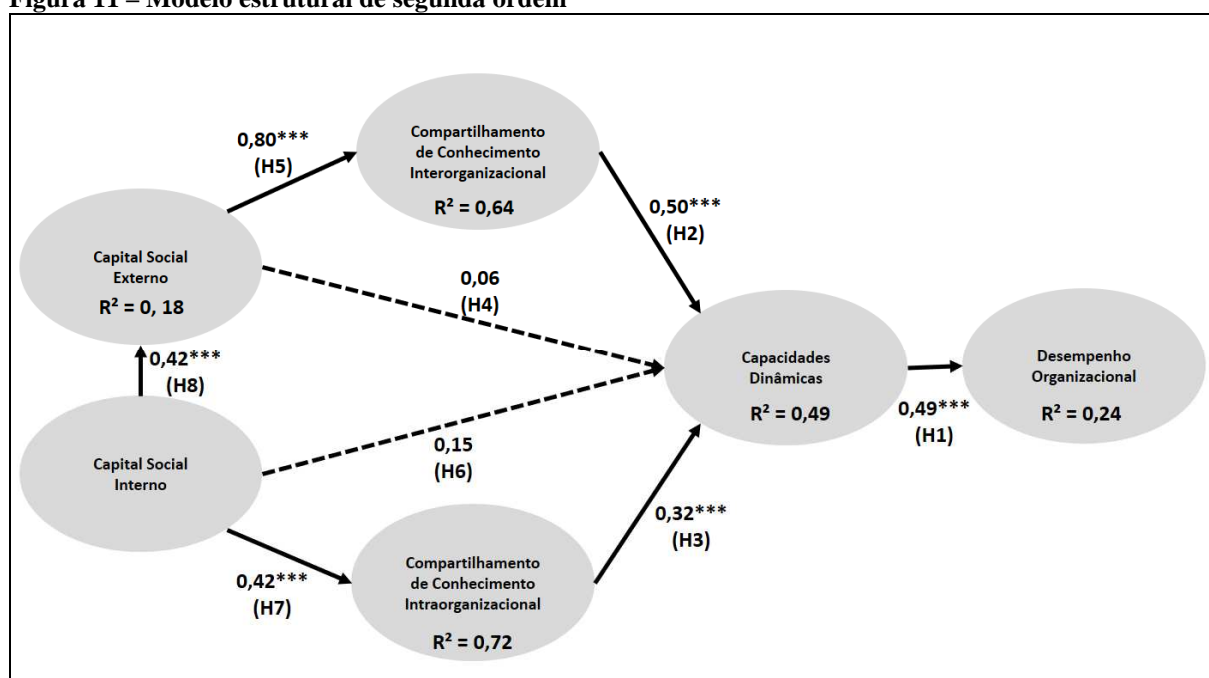 Figura 11 – Modelo estrutural de segunda ordem
0,80***
(H5)
Compartilhamento
de Conhecimento
Interorganizacional
R² = 0,64
0,50***
(H2)
Capital Social
Externo
R² = 0, 18
0,06
(H4)
0,42***
(H8)
Capacidades
Dinâmicas
R² = 0,49
0,49***
(H1)
Desempenho
Organizacional
R² = 0,24
Capital Social
Interno
0,15
(H6)
0,32***
(H3)
0,42***
(H7)
Compartilhamento
de Conhecimento
Intraorganizacional
R² = 0,72